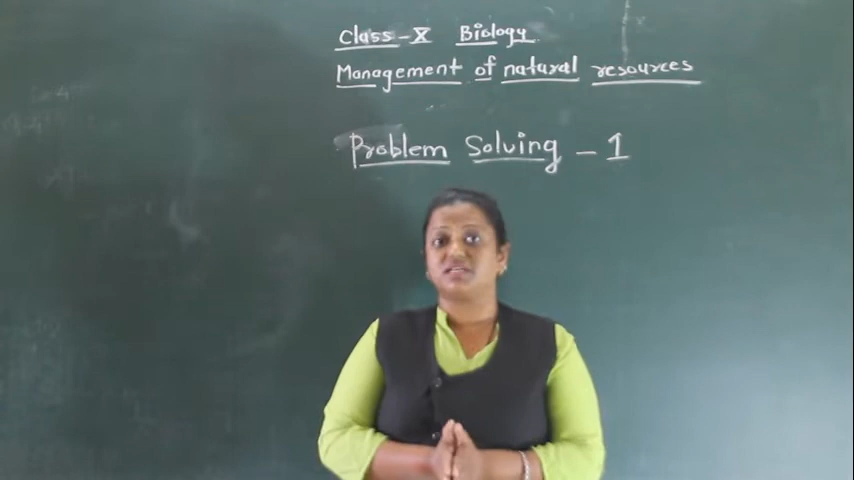 Class - X Biology
Management of natural resources
Problem Solving - 1